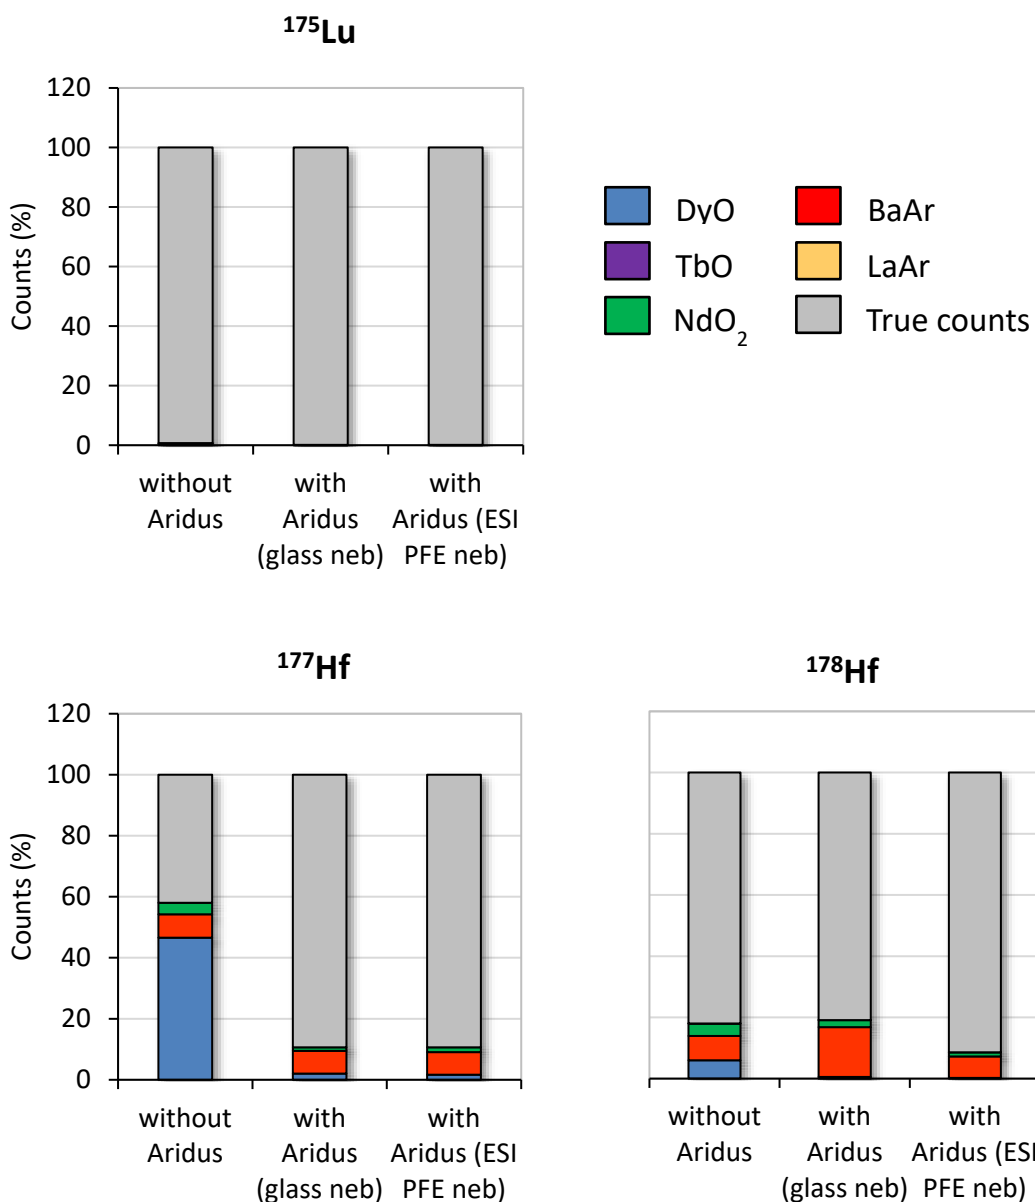 ¹⁷⁵Lu
120
100
80
60
40
20
0
Counts (%)
without
Aridus
with
Aridus
(glass neb)
with
Aridus (ESI
PFE neb)
DyO
BaAr
TbO
LaAr
NdO₂
True counts
¹⁷⁷Hf
120
100
80
60
40
20
0
Counts (%)
without
Aridus
with
Aridus
(glass neb)
with
Aridus (ESI
PFE neb)
¹⁷⁸Hf
without
Aridus
with
Aridus
(glass neb)
with
Aridus (ESI
PFE neb)